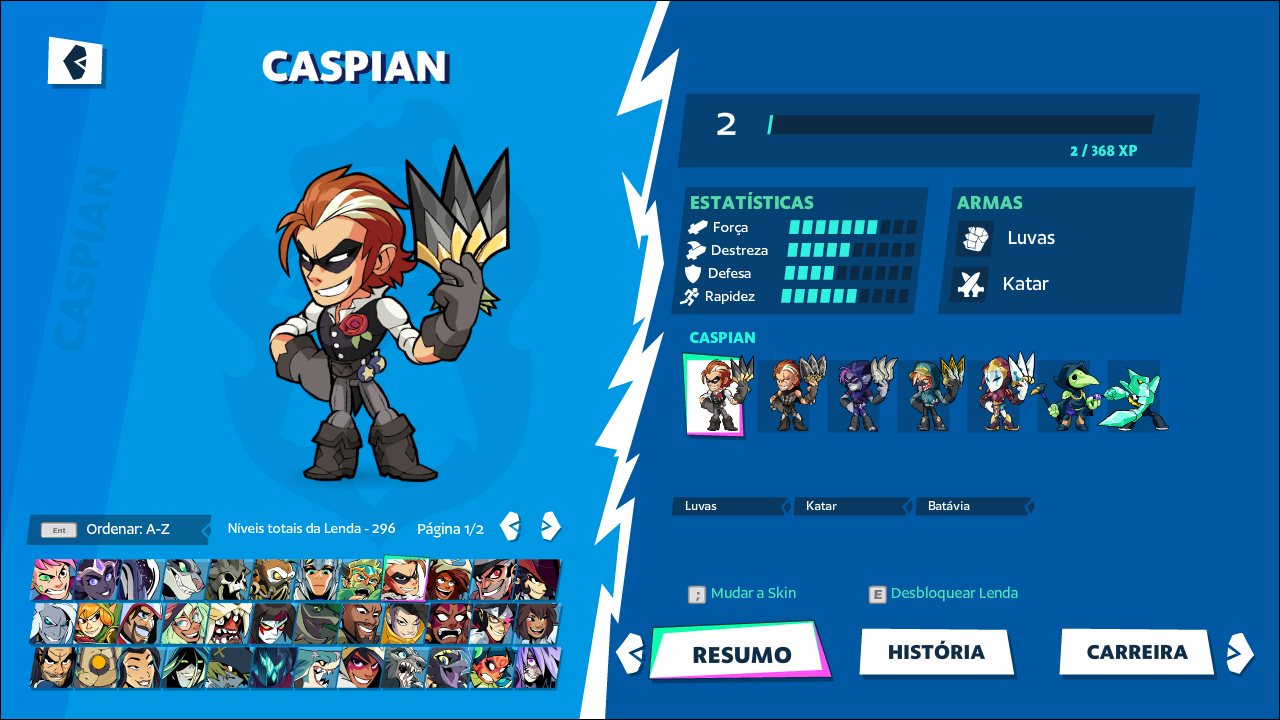 CASPIAN
CASPIAN
2
2 / 368 XP
ESTATÍSTICAS
Força
Destreza
Defesa
Rapidez
ARMAS
Luvas
Katar
CASPIAN
Luvas
Katar
Batávia
Ent
Ordenar: A-Z
Níveis totais da Lenda - 296
Página 1/2
; Mudar a Skin
E Desbloquear Lenda
RESUMO
HISTÓRIA
CARREIRA